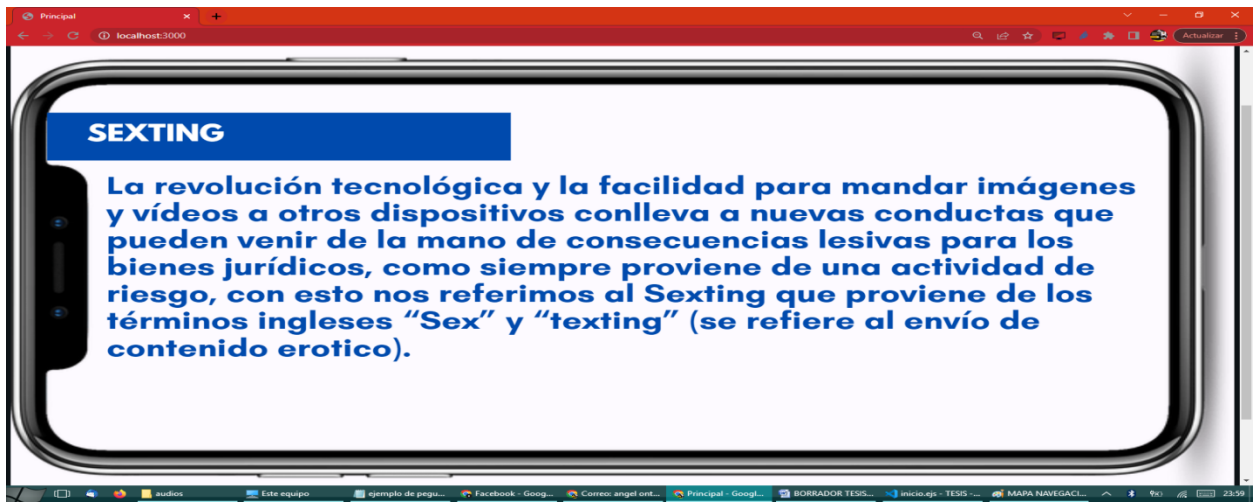 Principal
localhost:3000
Actualizar
SEXTING
La revolución tecnológica y la facilidad para mandar imágenes
y vídeos a otros dispositivos conlleva a nuevas conductas que
pueden venir de la mano de consecuencias lesivas para los
bienes jurídicos, como siempre proviene de una actividad de
riesgo, con esto nos referimos al Sexting que proviene de los
términos ingleses “Sex” y “texting” (se refiere al envío de
contenido erotico).
audios Este equipo ejemplo de pegu... Facebook - Goog... Correo: angel ont... Principal - Googl... BORRADOR TESIS... inicio.ejs - TESIS -... MAPA NAVEGACI... 23:59